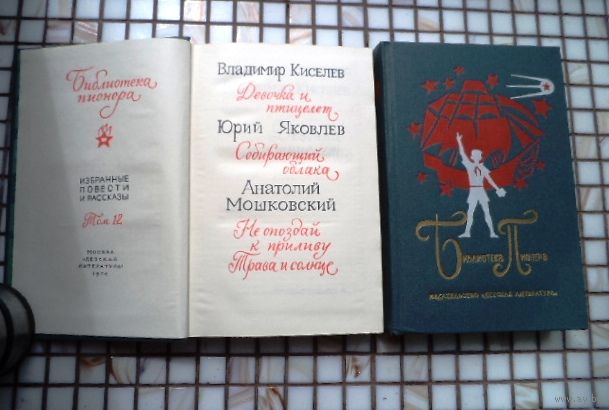 Библиотека
пионера
ИЗБРАННЫЕ
ПОВЕСТИ
И РАССКАЗЫ
Том 12
МОСКВА
«ДЕТСКАЯ
ЛИТЕРАТУРА»
Владимир Киселев
Девочка и
птицелет
Юрий Яковлев
Собирающий
облака
Анатолий
Мошковский
Не опоздай
к приливу
Трава и солнце
Библиотека Пионера
ИЗДАТЕЛЬСТВО «ДЕТСКАЯ ЛИТЕРАТУРА»